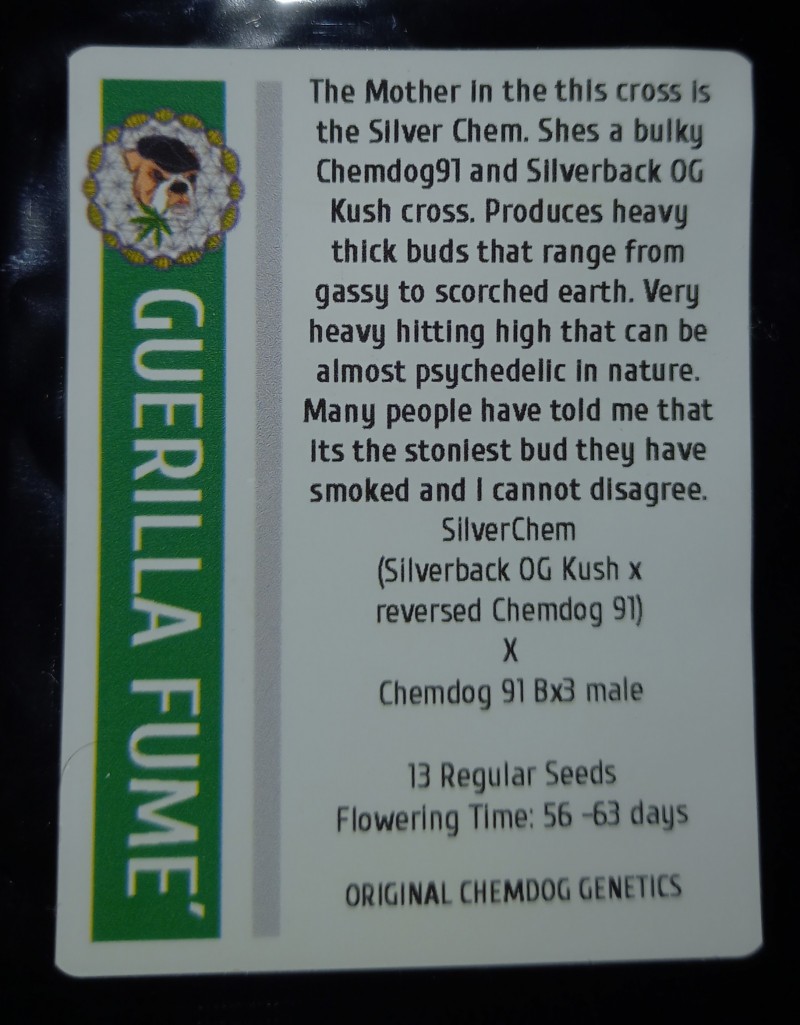 GUERILLA FUME'
The Mother in the this cross is
the Silver Chem. Shes a bulky
Chemdog91 and Silverback OG
Kush cross. Produces heavy
thick buds that range from
gassy to scorched earth. Very
heavy hitting high that can be
almost psychedelic in nature.
Many people have told me that
its the stoniest bud they have
smoked and I cannot disagree.
SilverChem
(Silverback OG Kush x
reversed Chemdog 91)
X
Chemdog 91 Bx3 male
13 Regular Seeds
Flowering Time: 56 -63 days
ORIGINAL CHEMDOG GENETICS